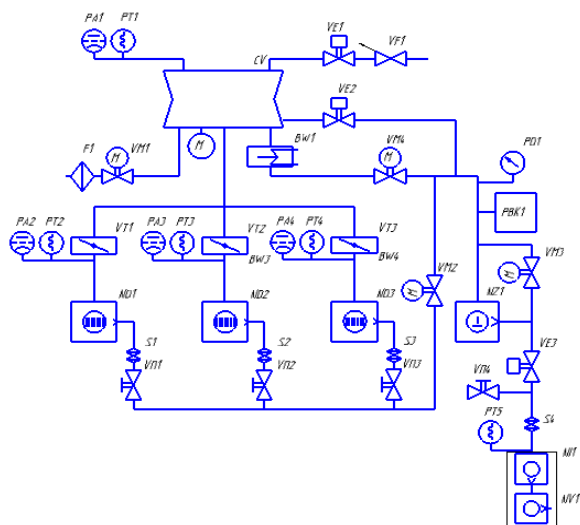 PA1 PT1 VE1 VF1
CV
VE2
F1 VM1 M BW1 VM4 M PD1
M
PBK1
PA2 PT2 VT1 PA3 PT3 VT2 PA4 PT4 VT3
BW3 BW4 VM2 VM3
ND1 ND2 ND3 NZ1
S1 S2 S3 VE3
VП1 VП2 VП3 VП4
PT5 S4
NI1
NV1